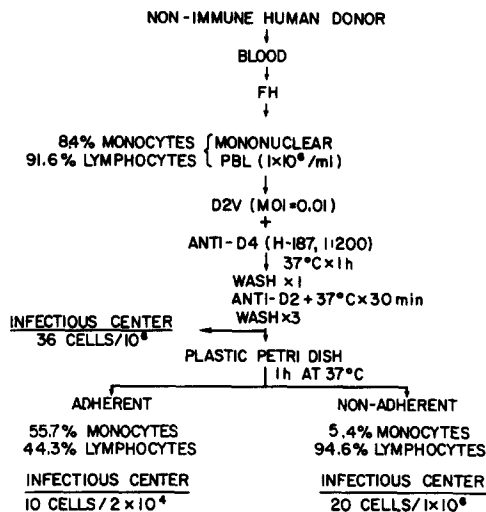 NON-IMMUNE HUMAN DONOR
BLOOD
FH
8.4% MONOCYTES { MONONUCLEAR
91.6% LYMPHOCYTES PBL (1×10⁶/ml)
D2V (MOI=0.01)
+
ANTI-D4 (H-187, 1:200)
37°C×1h
WASH ×1
ANTI-D2 + 37°C×30 min
WASH×3
INFECTIOUS CENTER
36 CELLS/10⁶
PLASTIC PETRI DISH
1h AT 37°C
ADHERENT
55.7% MONOCYTES
44.3% LYMPHOCYTES
INFECTIOUS CENTER
10 CELLS/2×10⁴
NON-ADHERENT
5.4% MONOCYTES
94.6% LYMPHOCYTES
INFECTIOUS CENTER
20 CELLS/1×10⁶